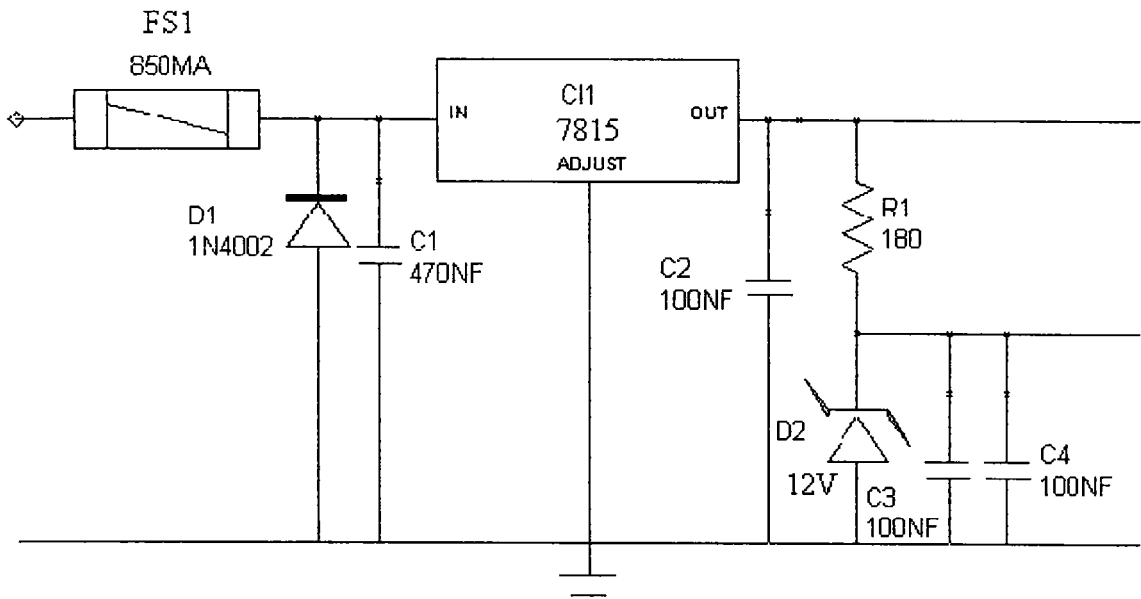 FS1
850MA
IN
CI1
7815
ADJUST
OUT
D1
1N4002
C1
470NF
C2
100NF
R1
180
D2
12V
C3
100NF
C4
100NF